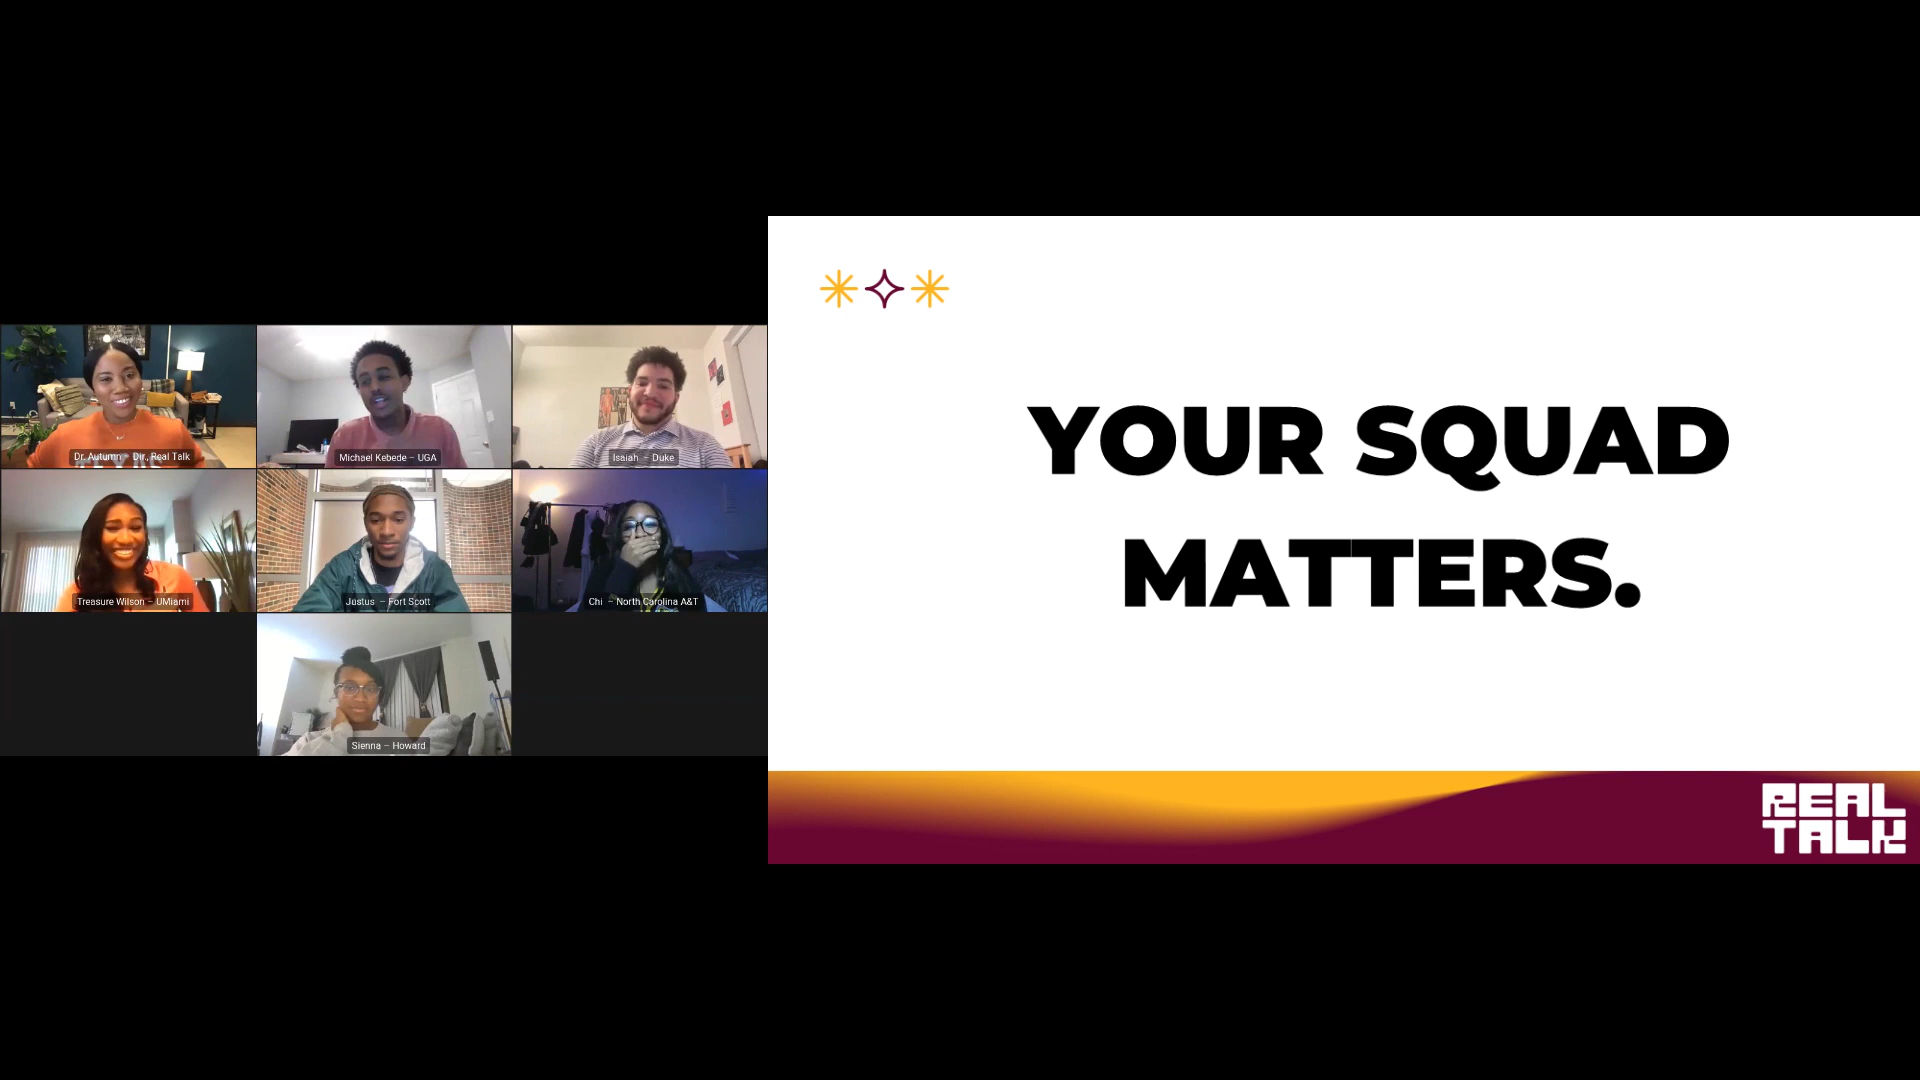 Dr. Autumn – Dir., Real Talk
Michael Kebede – UGA
Isaiah – Duke
Treasure Wilson – UMiami
Justus – Fort Scott
Chi – North Carolina A&T
Sienna – Howard
YOUR SQUAD
MATTERS.
REAL
TALK